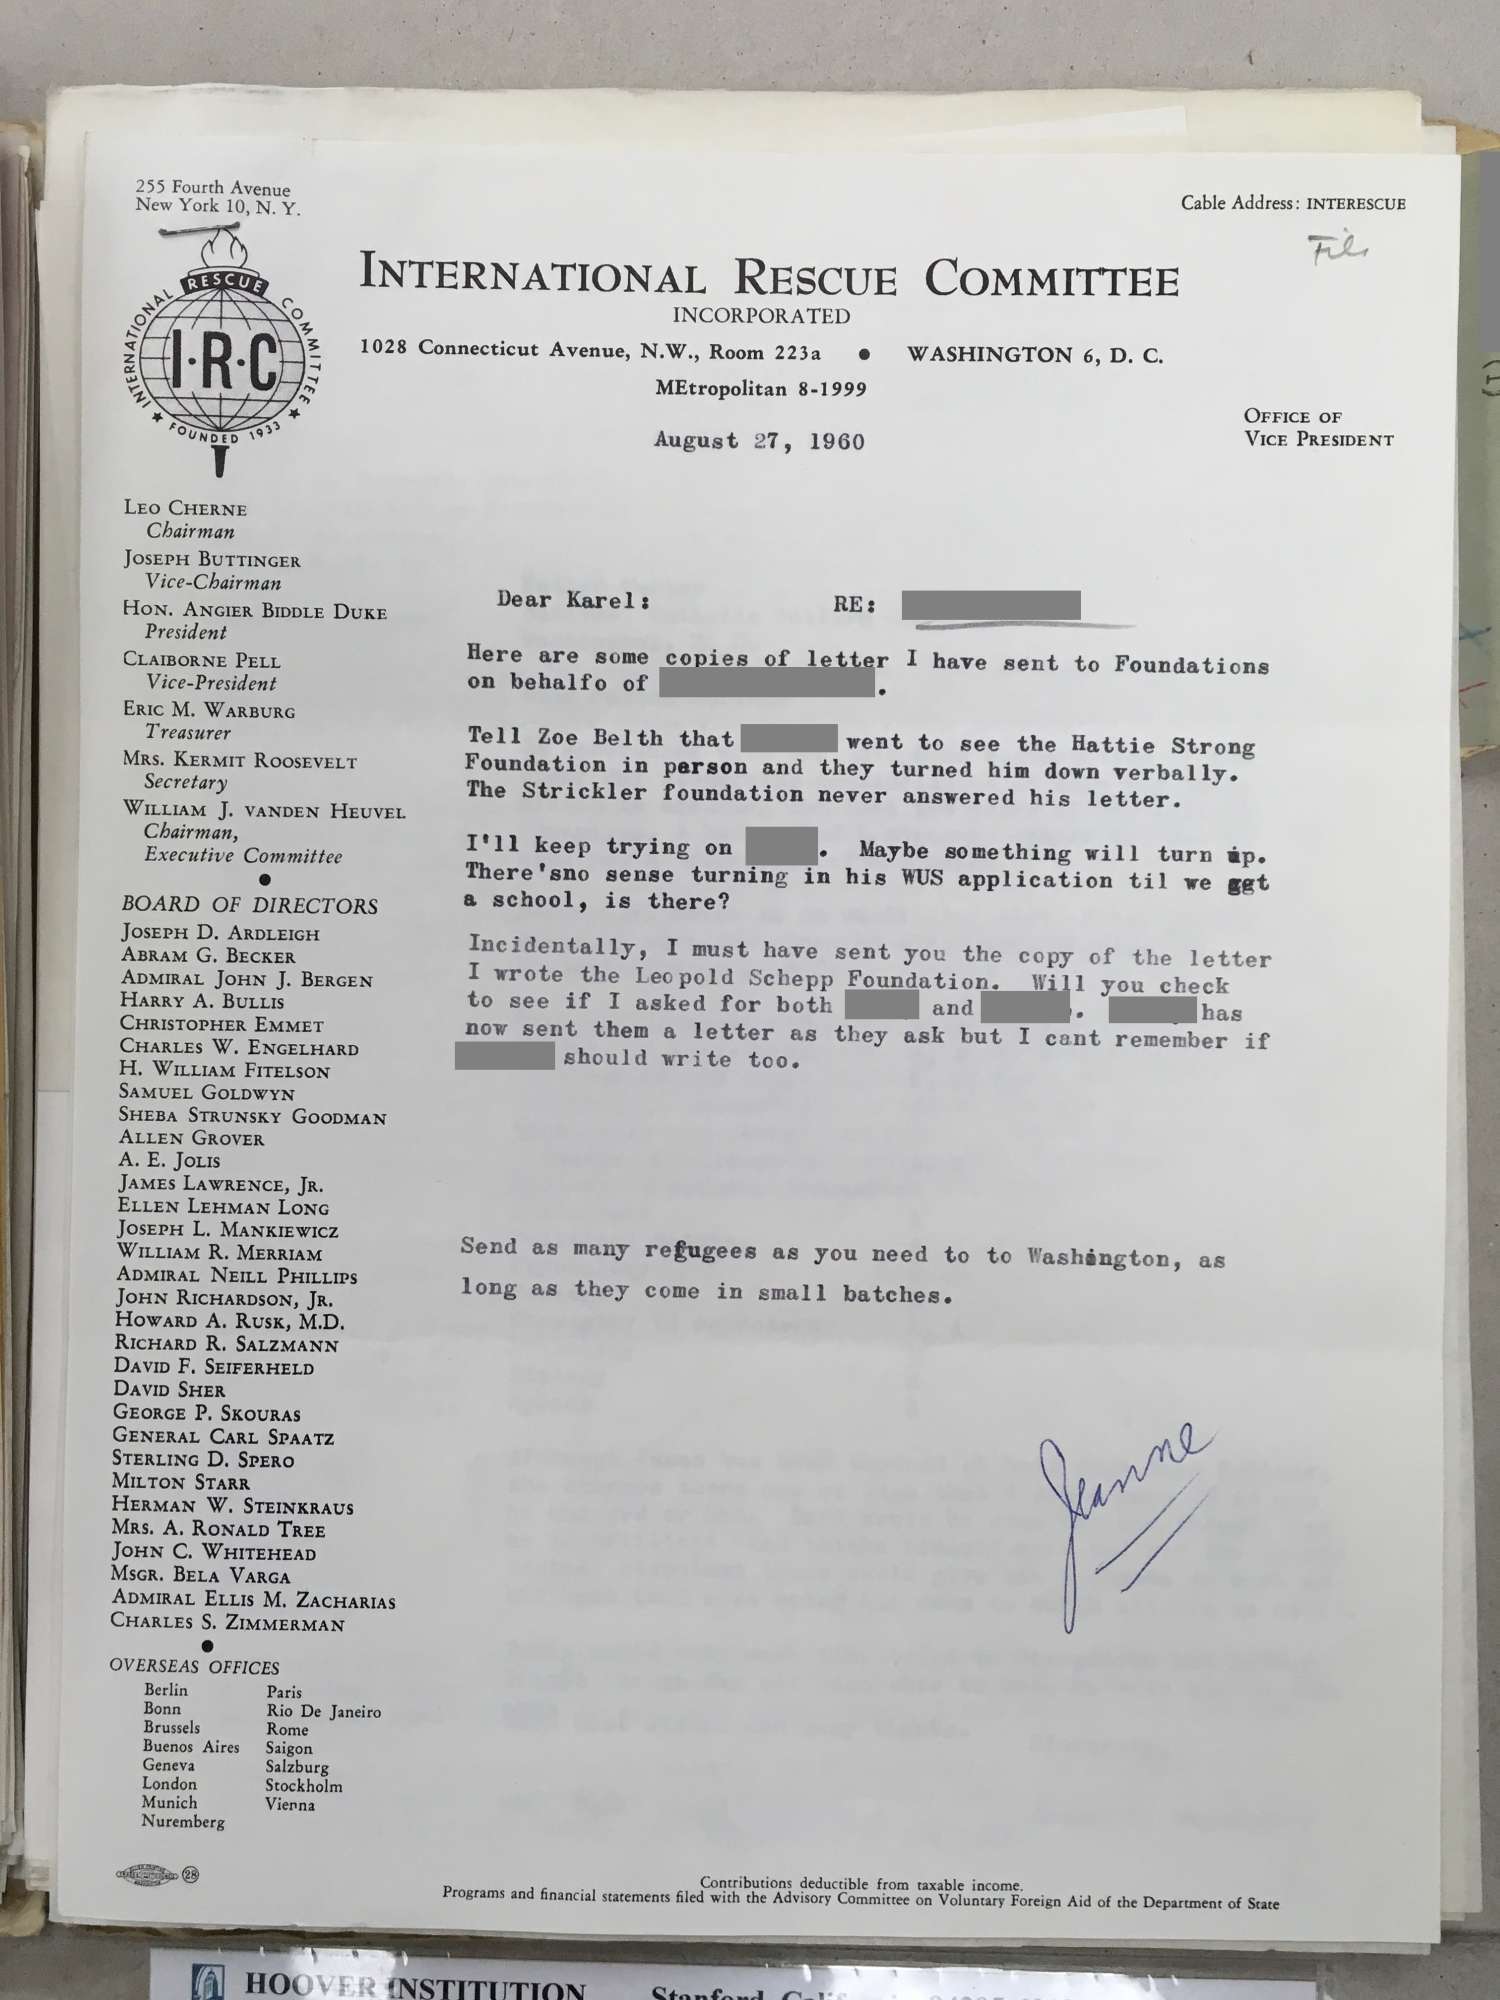 255 Fourth Avenue
New York 10, N. Y.
Cable Address: INTERESCUE
File
INTERNATIONAL RESCUE COMMITTEE
I·R·C
FOUNDED 1933
INTERNATIONAL RESCUE COMMITTEE
INCORPORATED
1028 Connecticut Avenue, N.W., Room 223a ● WASHINGTON 6, D. C.
MEtropolitan 8-1999
OFFICE OF
VICE PRESIDENT
August 27, 1960
LEO CHERNE
Chairman
JOSEPH BUTTINGER
Vice-Chairman
HON. ANGIER BIDDLE DUKE
President
CLAIBORNE PELL
Vice-President
ERIC M. WARBURG
Treasurer
MRS. KERMIT ROOSEVELT
Secretary
WILLIAM J. VANDEN HEUVEL
Chairman,
Executive Committee
●
BOARD OF DIRECTORS
JOSEPH D. ARDLEIGH
ABRAM G. BECKER
ADMIRAL JOHN J. BERGEN
HARRY A. BULLIS
CHRISTOPHER EMMET
CHARLES W. ENGELHARD
H. WILLIAM FITELSON
SAMUEL GOLDWYN
SHEBA STRUNSKY GOODMAN
ALLEN GROVER
A. E. JOLIS
JAMES LAWRENCE, JR.
ELLEN LEHMAN LONG
JOSEPH L. MANKIEWICZ
WILLIAM R. MERRIAM
ADMIRAL NEILL PHILLIPS
JOHN RICHARDSON, JR.
HOWARD A. RUSK, M.D.
RICHARD R. SALZMANN
DAVID F. SEIFERHELD
DAVID SHER
GEORGE P. SKOURAS
GENERAL CARL SPAATZ
STERLING D. SPERO
MILTON STARR
HERMAN W. STEINKRAUS
MRS. A. RONALD TREE
JOHN C. WHITEHEAD
MSGR. BELA VARGA
ADMIRAL ELLIS M. ZACHARIAS
CHARLES S. ZIMMERMAN
●
OVERSEAS OFFICES
Berlin Paris
Bonn Rio De Janeiro
Brussels Rome
Buenos Aires Saigon
Geneva Salzburg
London Stockholm
Munich Vienna
Nuremberg
28
Dear Karel: RE:
Here are some copies of letter I have sent to Foundations
on behalfo of .
Tell Zoe Belth that went to see the Hattie Strong
Foundation in person and they turned him down verbally.
The Strickler foundation never answered his letter.
I'll keep trying on . Maybe something will turn up.
There'sno sense turning in his WUS application til we get
a school, is there?
Incidentally, I must have sent you the copy of the letter
I wrote the Leopold Schepp Foundation. Will you check
to see if I asked for both and . has
now sent them a letter as they ask but I cant remember if
should write too.
Send as many refugees as you need to to Washington, as
long as they come in small batches.
Jeanne
Contributions deductible from taxable income.
Programs and financial statements filed with the Advisory Committee on Voluntary Foreign Aid of the Department of State
HOOVER INSTITUTION Stanford, California